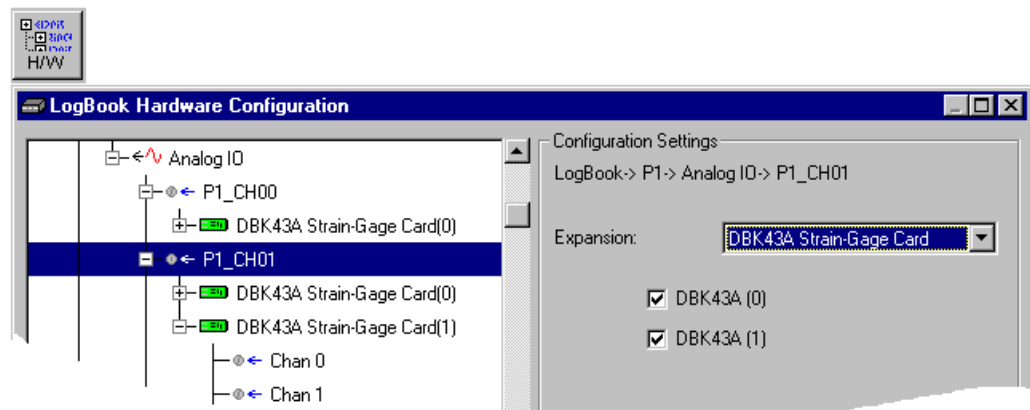 H/W
LogBook Hardware Configuration
Analog IO
P1_CH00
DBK43A Strain-Gage Card(0)
P1_CH01
DBK43A Strain-Gage Card(0)
DBK43A Strain-Gage Card(1)
Chan 0
Chan 1
Configuration Settings
LogBook-> P1-> Analog IO-> P1_CH01
Expansion:
DBK43A Strain-Gage Card
DBK43A (0)
DBK43A (1)